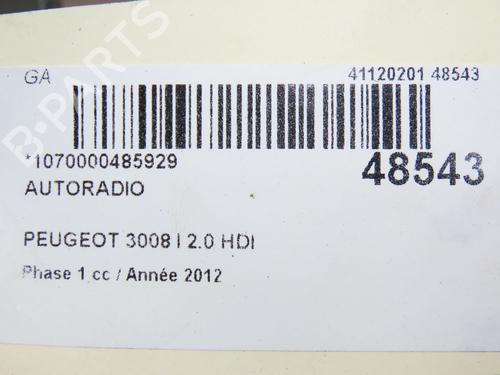 GA 41120201 48543
*1070000485929 48543
AUTORADIO
PEUGEOT 3008 I 2.0 HDI
Phase 1 cc / Année 2012
B-PARTS